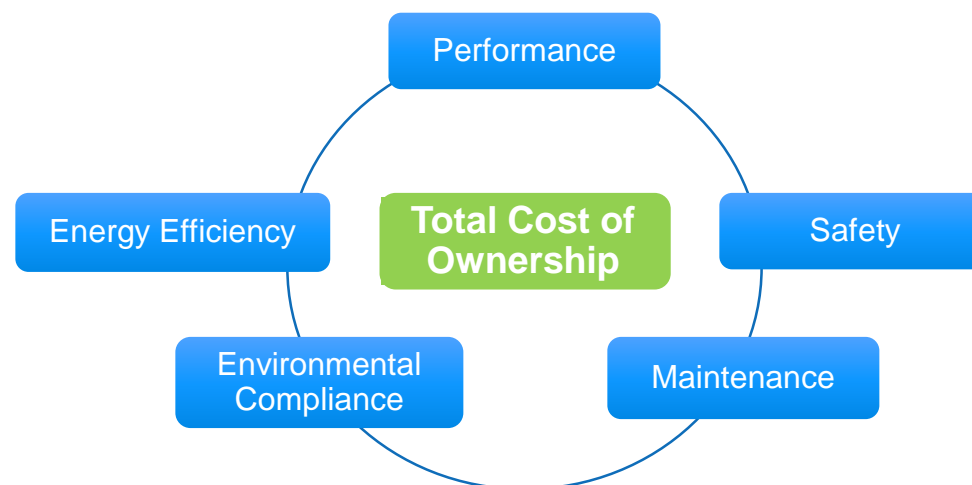 Performance
Energy Efficiency
Total Cost of
Ownership
Safety
Environmental
Compliance
Maintenance